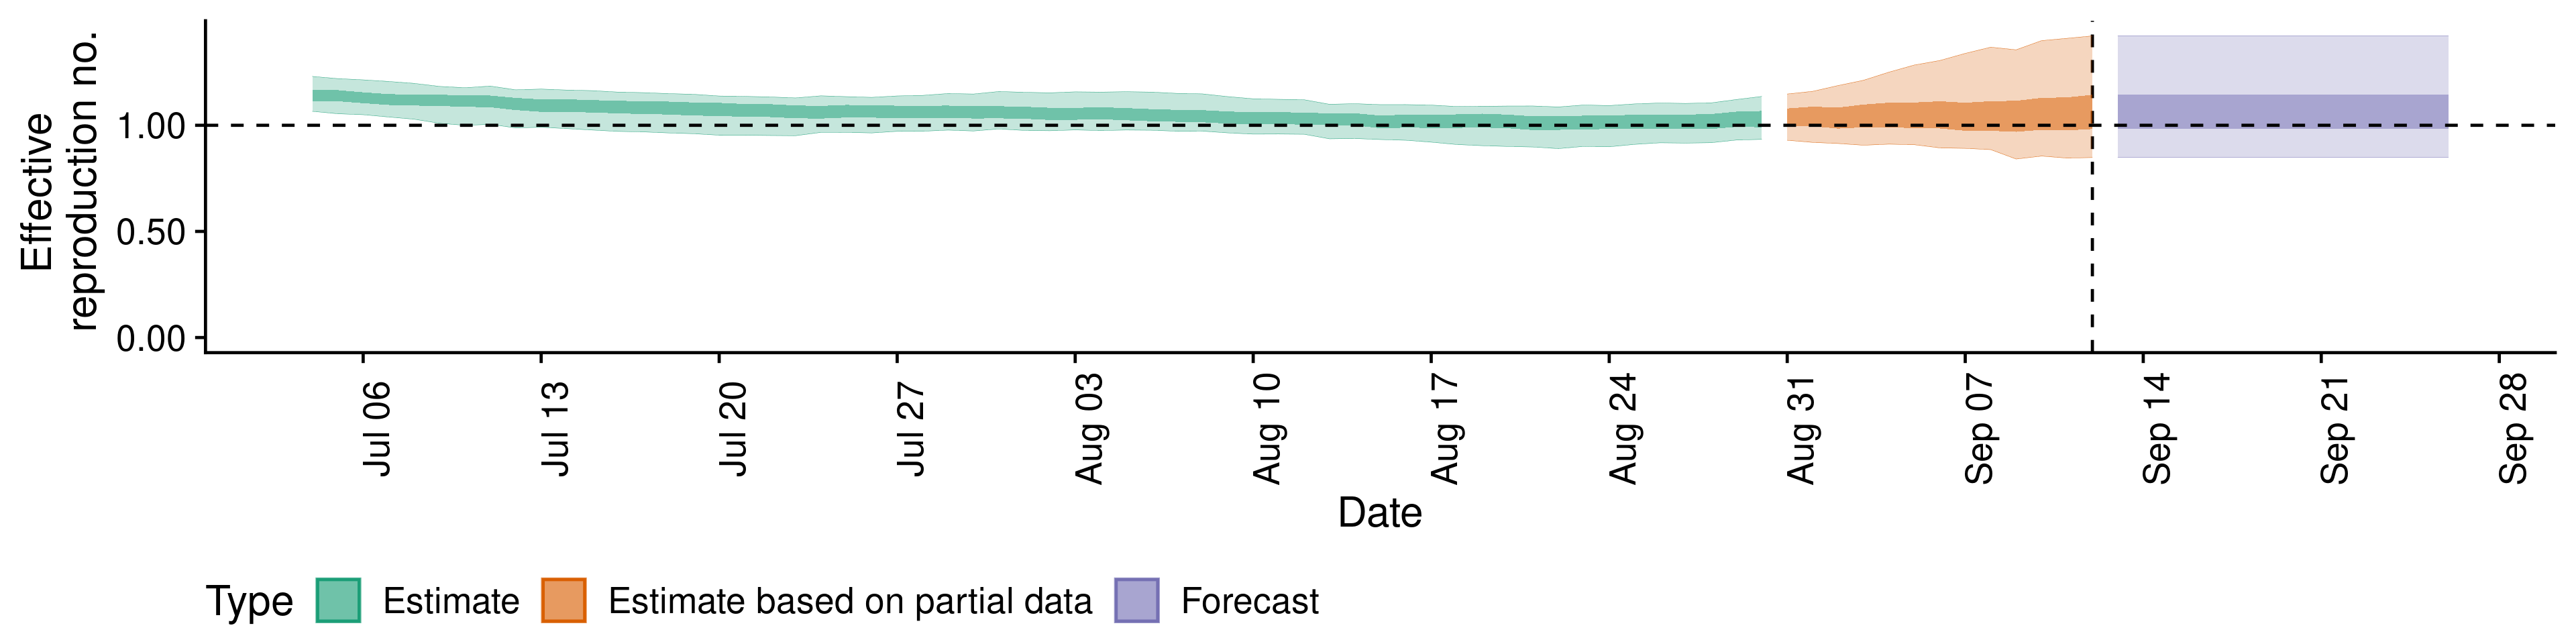 Effective
reproduction no.
1.00
0.50
0.00
Jul 06
Jul 13
Jul 20
Jul 27
Aug 03
Aug 10
Aug 17
Aug 24
Aug 31
Sep 07
Sep 14
Sep 21
Sep 28
Date
Type Estimate Estimate based on partial data Forecast